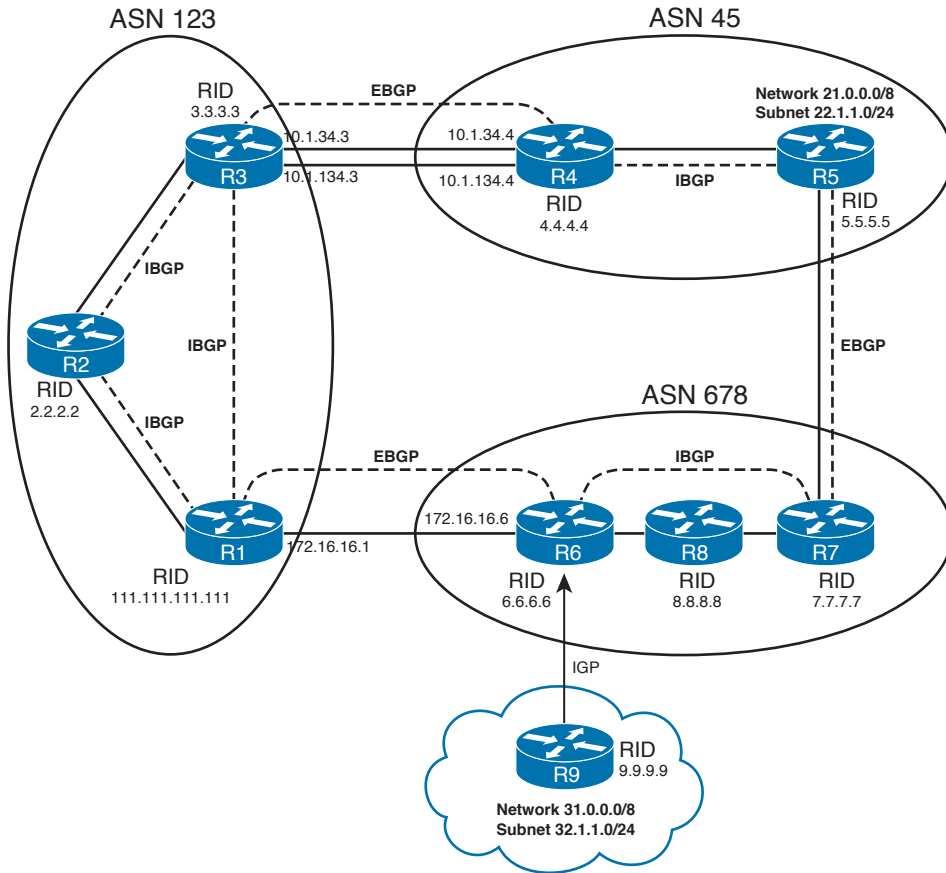 ASN 123
ASN 45
RID
3.3.3.3
EBGP
Network 21.0.0.0/8
Subnet 22.1.1.0/24
10.1.34.3
10.1.34.4
R3
R4
R5
10.1.134.3
10.1.134.4
IBGP
RID
4.4.4.4
RID
5.5.5.5
IBGP
IBGP
EBGP
R2
RID
2.2.2.2
IBGP
ASN 678
EBGP
IBGP
172.16.16.6
R1
172.16.16.1
R6
R8
R7
RID
111.111.111.111
RID
6.6.6.6
RID
8.8.8.8
RID
7.7.7.7
IGP
R9
RID
9.9.9.9
Network 31.0.0.0/8
Subnet 32.1.1.0/24